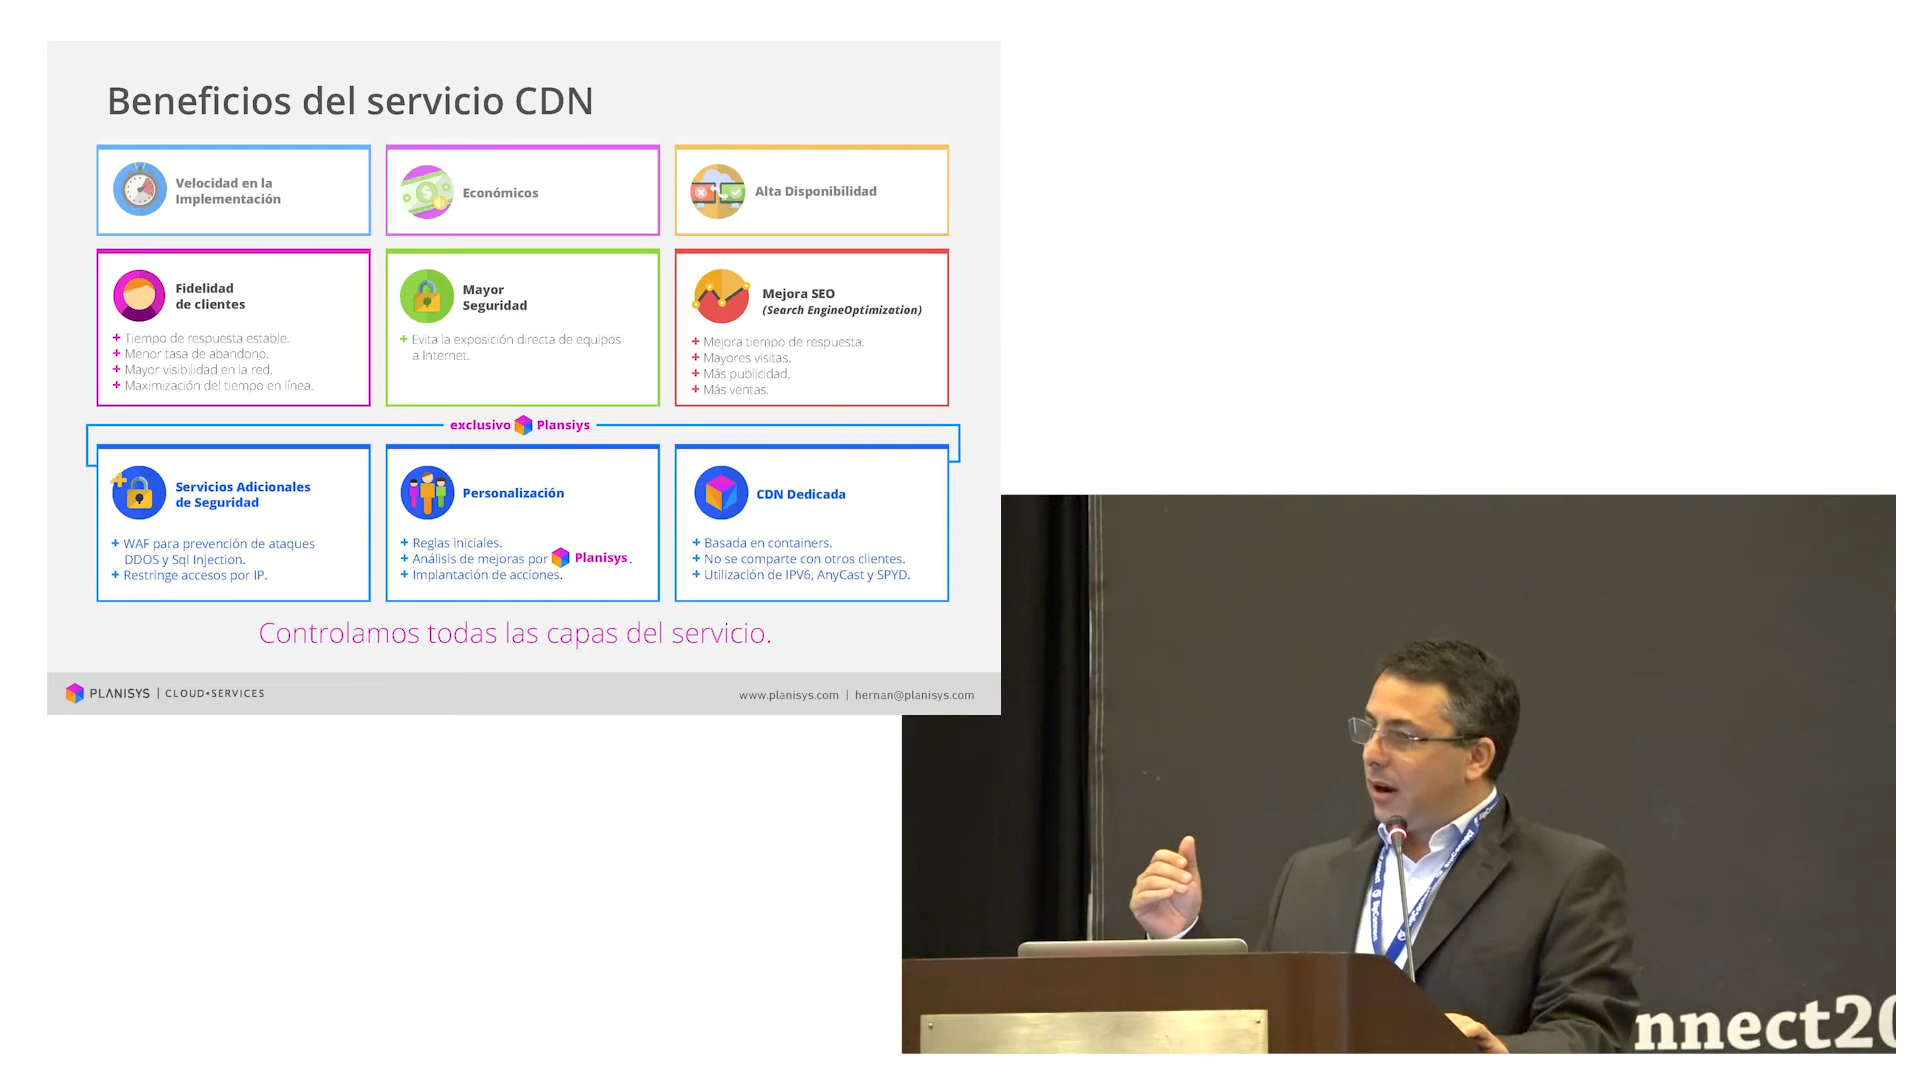 Beneficios del servicio CDN
Velocidad en la
Implementación
Económicos
Alta Disponibilidad
Fidelidad
de clientes
+ Tiempo de respuesta estable.
+ Menor tasa de abandono.
+ Mayor visibilidad en la red.
+ Maximización del tiempo en línea.
Mayor
Seguridad
+ Evita la exposición directa de equipos
a Internet.
Mejora SEO
(Search EngineOptimization)
+ Mejora tiempo de respuesta.
+ Mayores visitas.
+ Más publicidad.
+ Más ventas.
exclusivo Plansiys
Servicios Adicionales
de Seguridad
+ WAF para prevención de ataques
DDOS y Sql Injection.
+ Restringe accesos por IP.
Personalización
+ Reglas iniciales.
+ Análisis de mejoras por Planisys.
+ Implantación de acciones.
CDN Dedicada
+ Basada en containers.
+ No se comparte con otros clientes.
+ Utilización de IPV6, AnyCast y SPYD.
Controlamos todas las capas del servicio.
PLANISYS | CLOUD•SERVICES
www.planisys.com | hernan@planisys.com
nnect20